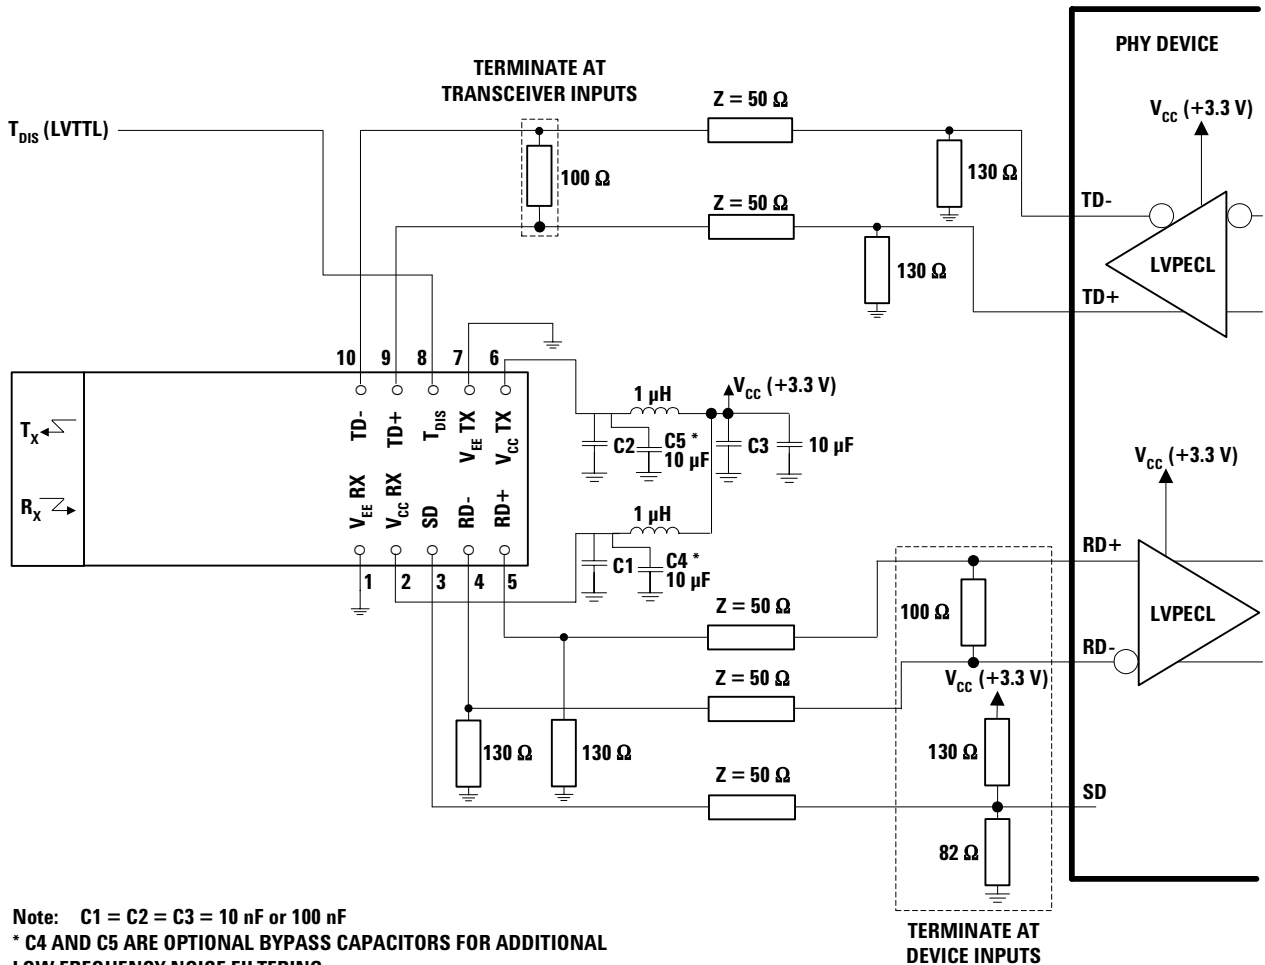 PHY DEVICE
TERMINATE AT
TRANSCEIVER INPUTS
Z = 50 Ω
V_CC (+3.3 V)
T_DIS (LVTTL)
100 Ω
130 Ω
TD-
Z = 50 Ω
LVPECL
130 Ω
TD+
10 9 8 7 6
1 µH
V_CC (+3.3 V)
T_X
TD-
TD+
T_DIS
V_EE TX
V_CC TX
C2
C5 *
10 µF
C3
10 µF
R_X
V_EE RX
V_CC RX
SD
RD-
RD+
1 µH
V_CC (+3.3 V)
C1
C4 *
10 µF
1 2 3 4 5
RD+
Z = 50 Ω
100 Ω
LVPECL
RD-
Z = 50 Ω
V_CC (+3.3 V)
130 Ω
130 Ω
130 Ω
Z = 50 Ω
SD
82 Ω
Note: C1 = C2 = C3 = 10 nF or 100 nF
* C4 AND C5 ARE OPTIONAL BYPASS CAPACITORS FOR ADDITIONAL
LOW FREQUENCY NOISE FILTERING
TERMINATE AT
DEVICE INPUTS